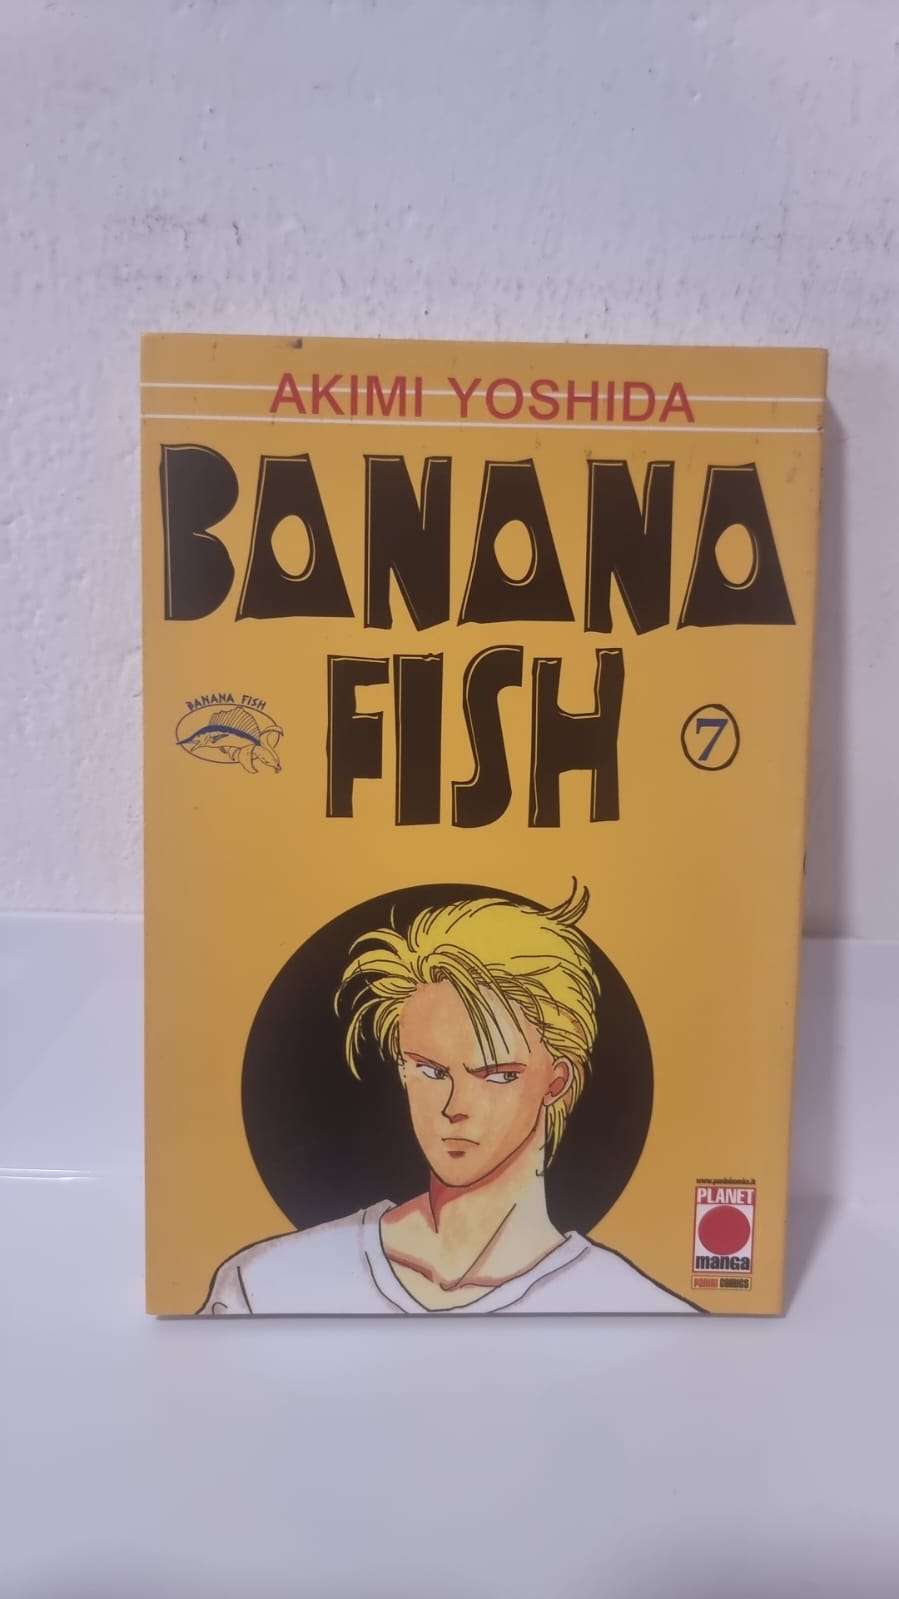 AKIMI YOSHIDA
BANANA
FISH
BANANA FISH
7
www.paninicomics.it
PLANET
manga
PANINI COMICS